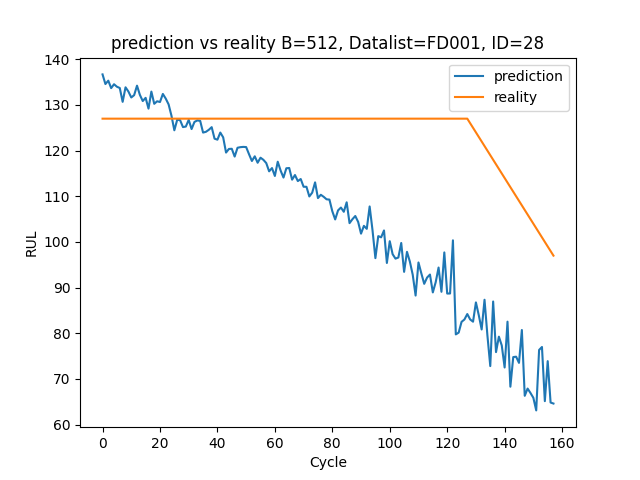 prediction vs reality B=512, Datalist=FD001, ID=28
prediction
reality
RUL
140
130
120
110
100
90
80
70
60
0 20 40 60 80 100 120 140 160
Cycle